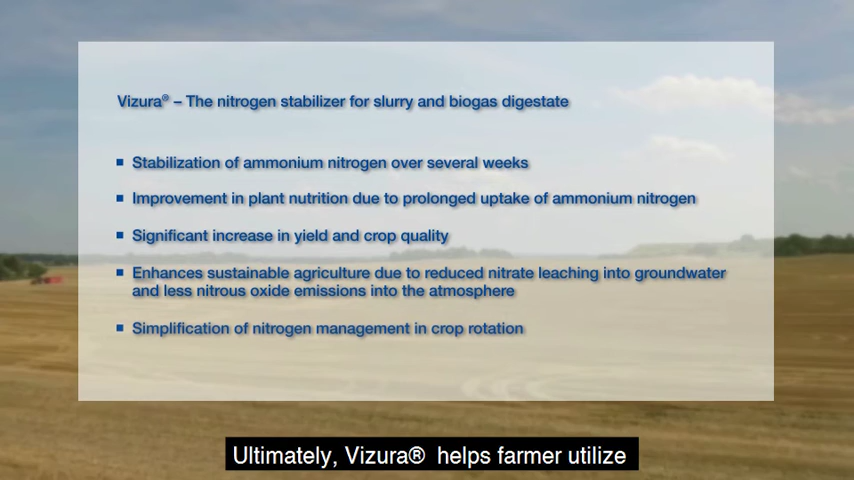 Vizura® – The nitrogen stabilizer for slurry and biogas digestate
▪ Stabilization of ammonium nitrogen over several weeks
▪ Improvement in plant nutrition due to prolonged uptake of ammonium nitrogen
▪ Significant increase in yield and crop quality
▪ Enhances sustainable agriculture due to reduced nitrate leaching into groundwater
and less nitrous oxide emissions into the atmosphere
▪ Simplification of nitrogen management in crop rotation
Ultimately, Vizura® helps farmer utilize